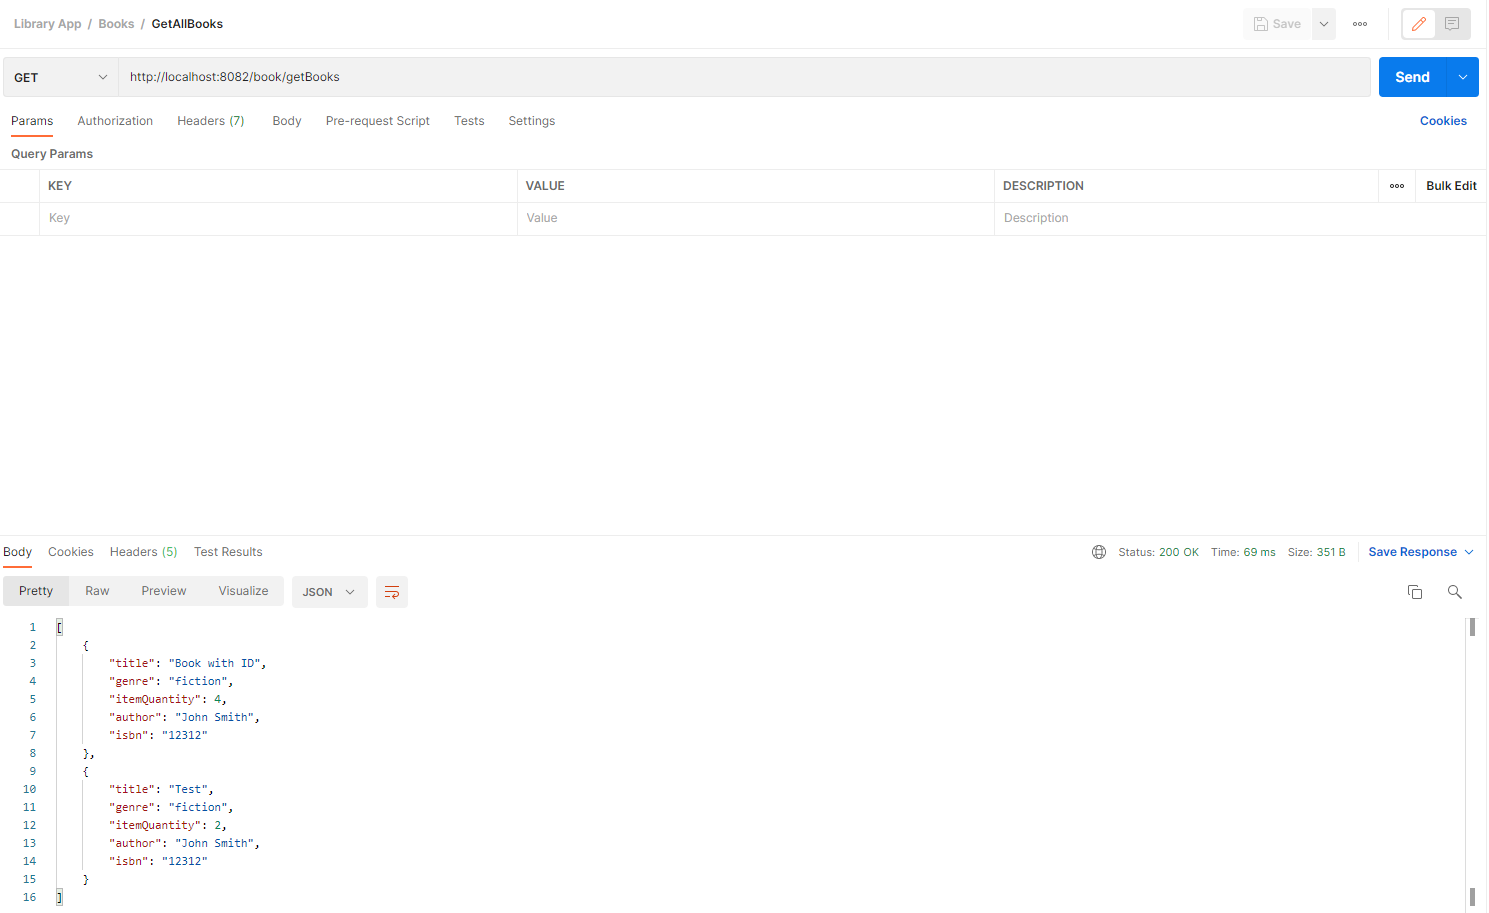 Library App / Books / GetAllBooks
Save
GET
http://localhost:8082/book/getBooks
Send
Params Authorization Headers (7) Body Pre-request Script Tests Settings Cookies
Query Params
KEY VALUE DESCRIPTION Bulk Edit
Key Value Description
Body Cookies Headers (5) Test Results Status: 200 OK Time: 69 ms Size: 351 B Save Response
Pretty Raw Preview Visualize JSON
1 [
2 {
3 "title": "Book with ID",
4 "genre": "fiction",
5 "itemQuantity": 4,
6 "author": "John Smith",
7 "isbn": "12312"
8 },
9 {
10 "title": "Test",
11 "genre": "fiction",
12 "itemQuantity": 2,
13 "author": "John Smith",
14 "isbn": "12312"
15 }
16 ]